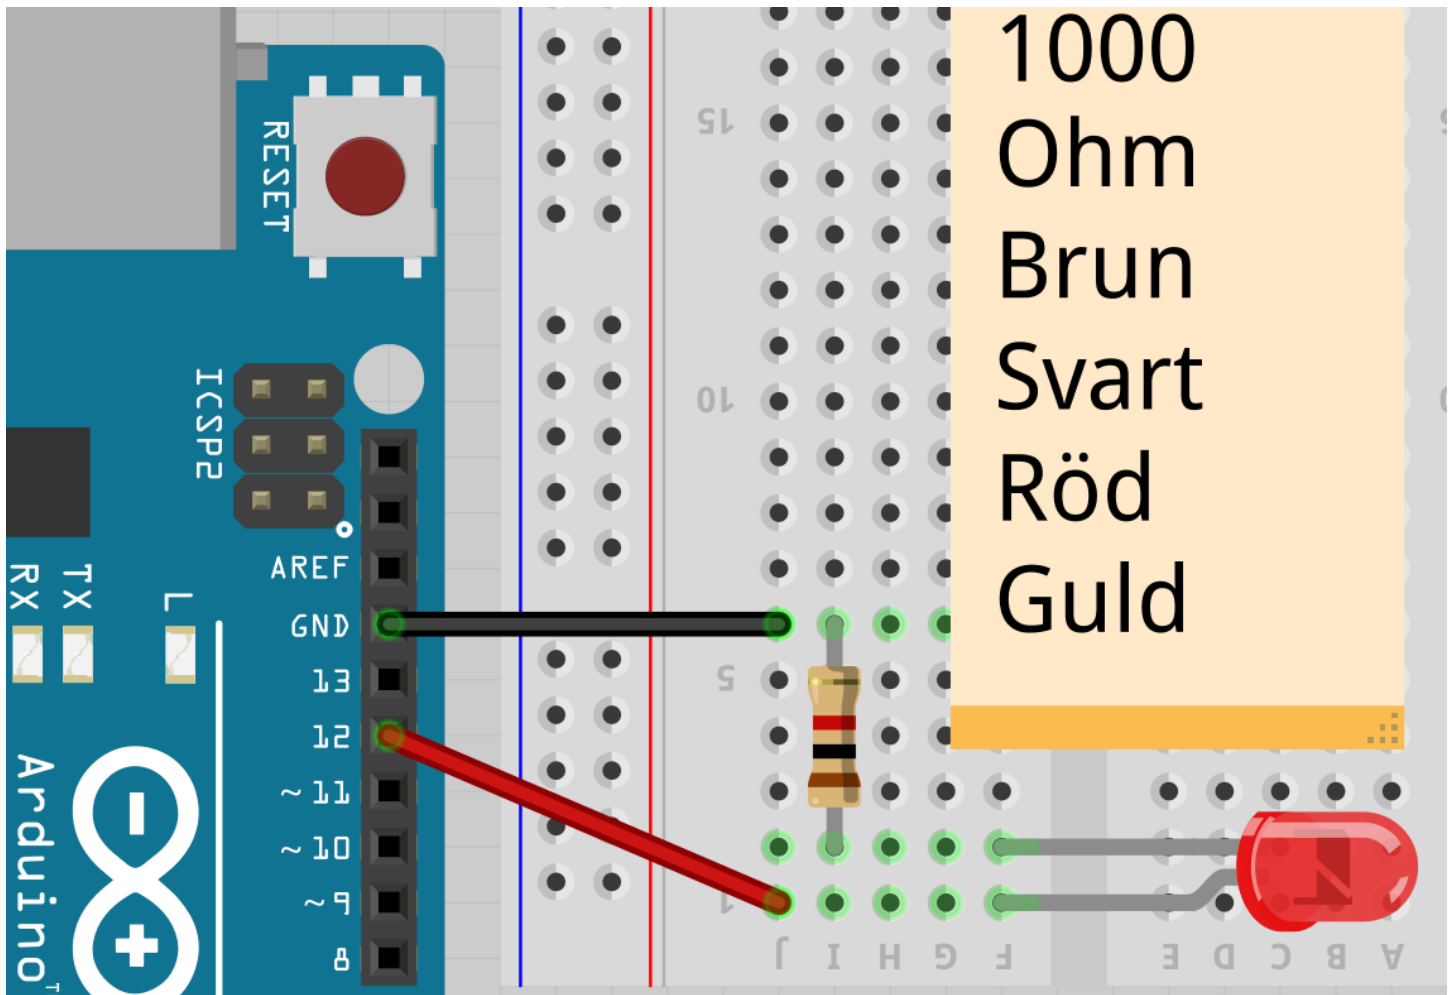 1000
Ohm
Brun
Svart
Röd
Guld
RESET
ICSP2
AREF
GND
13
12
~11
~10
~9
8
RX
TX
L
Arduino
15
10
5
1
J I H G F E D C B A